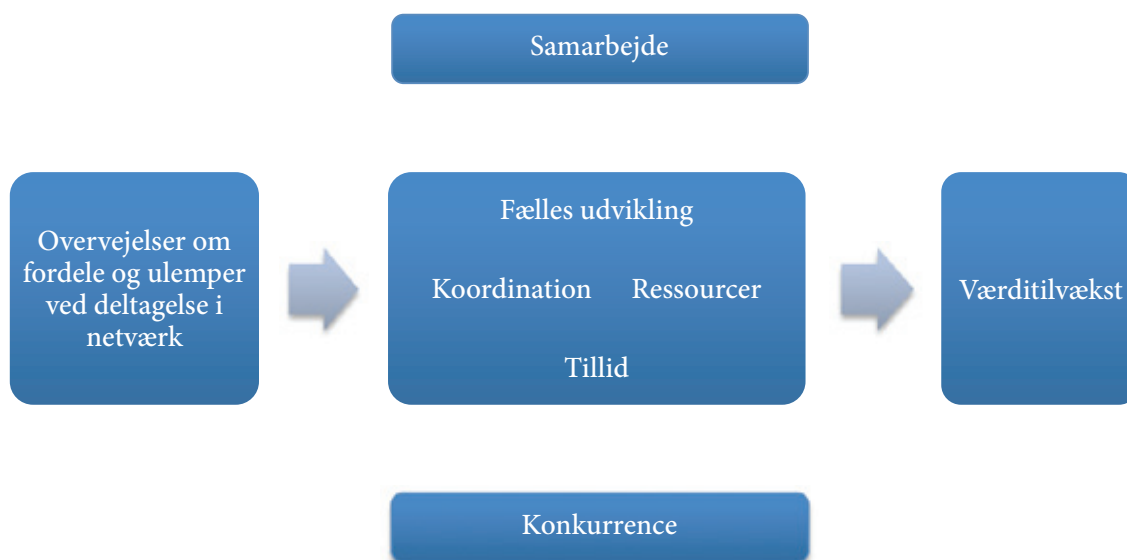 Samarbejde
Overvejelser om
fordele og ulemper
ved deltagelse i
netværk
Fælles udvikling
Koordination Ressourcer
Tillid
Værditilvækst
Konkurrence